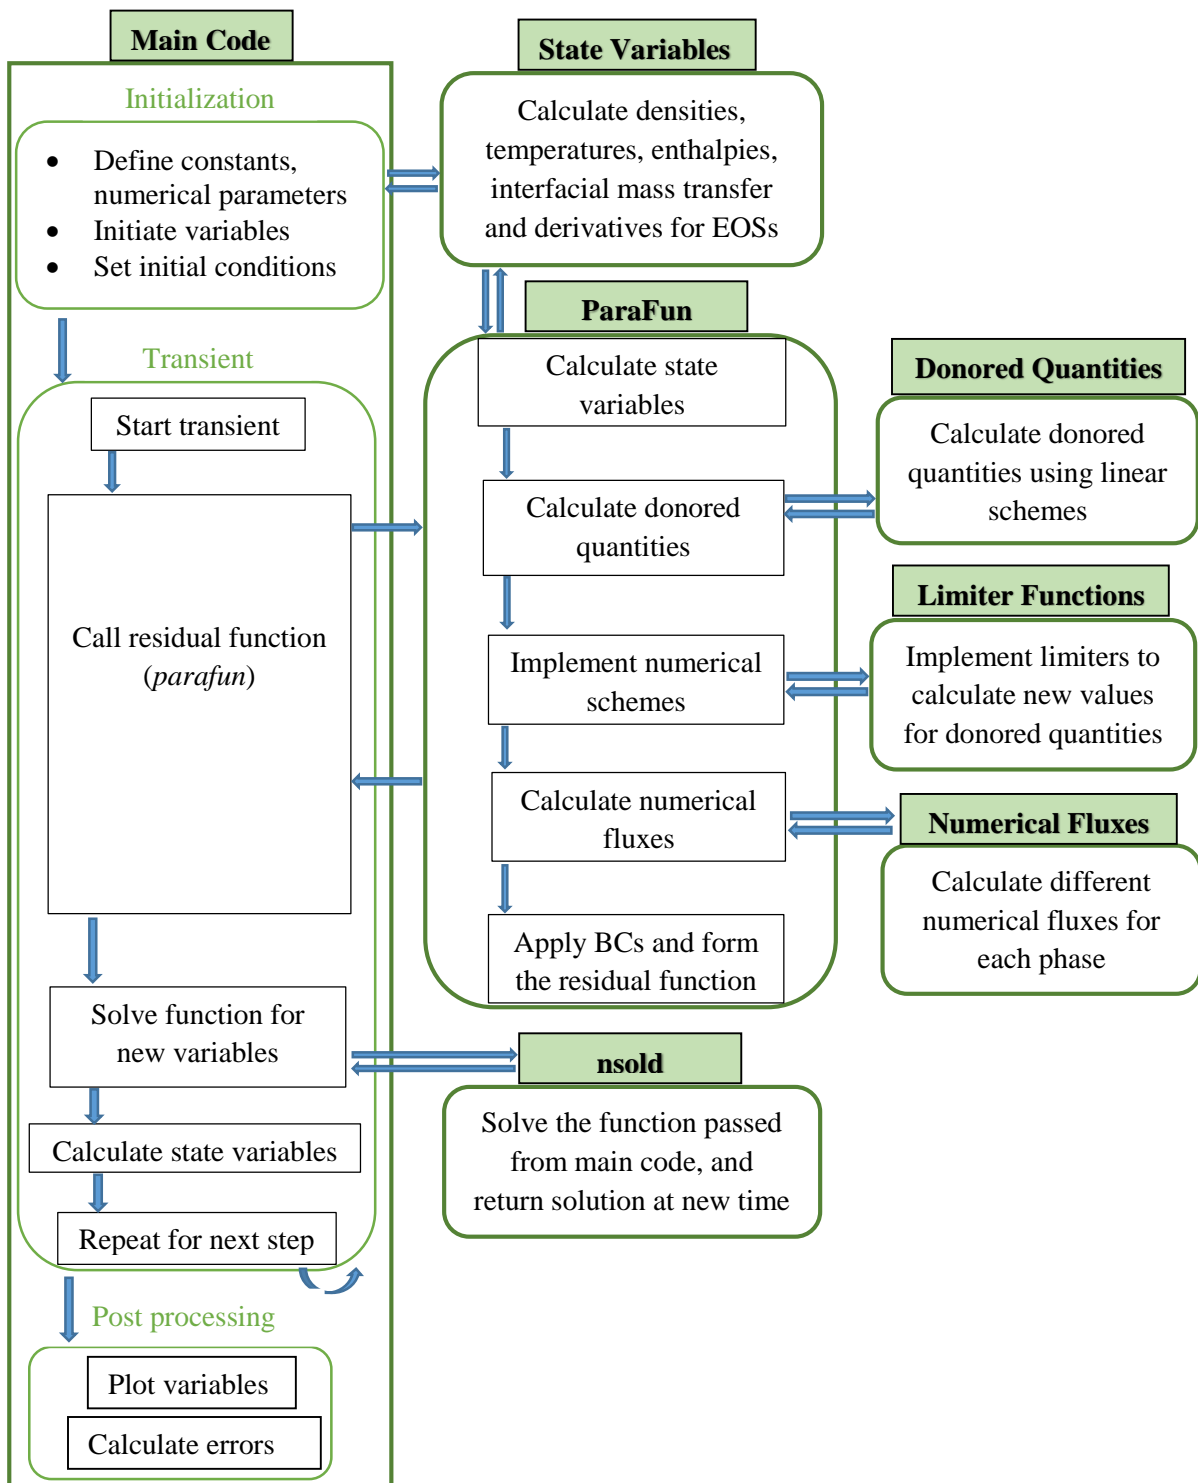 Main Code
Initialization
• Define constants,
numerical parameters
• Initiate variables
• Set initial conditions
Transient
Start transient
Call residual function
(parafun)
Solve function for
new variables
Calculate state variables
Repeat for next step
Post processing
Plot variables
Calculate errors
State Variables
Calculate densities,
temperatures, enthalpies,
interfacial mass transfer
and derivatives for EOSs
ParaFun
Calculate state
variables
Calculate donored
quantities
Implement numerical
schemes
Calculate numerical
fluxes
Apply BCs and form
the residual function
nsold
Solve the function passed
from main code, and
return solution at new time
Donored Quantities
Calculate donored
quantities using linear
schemes
Limiter Functions
Implement limiters to
calculate new values
for donored quantities
Numerical Fluxes
Calculate different
numerical fluxes for
each phase